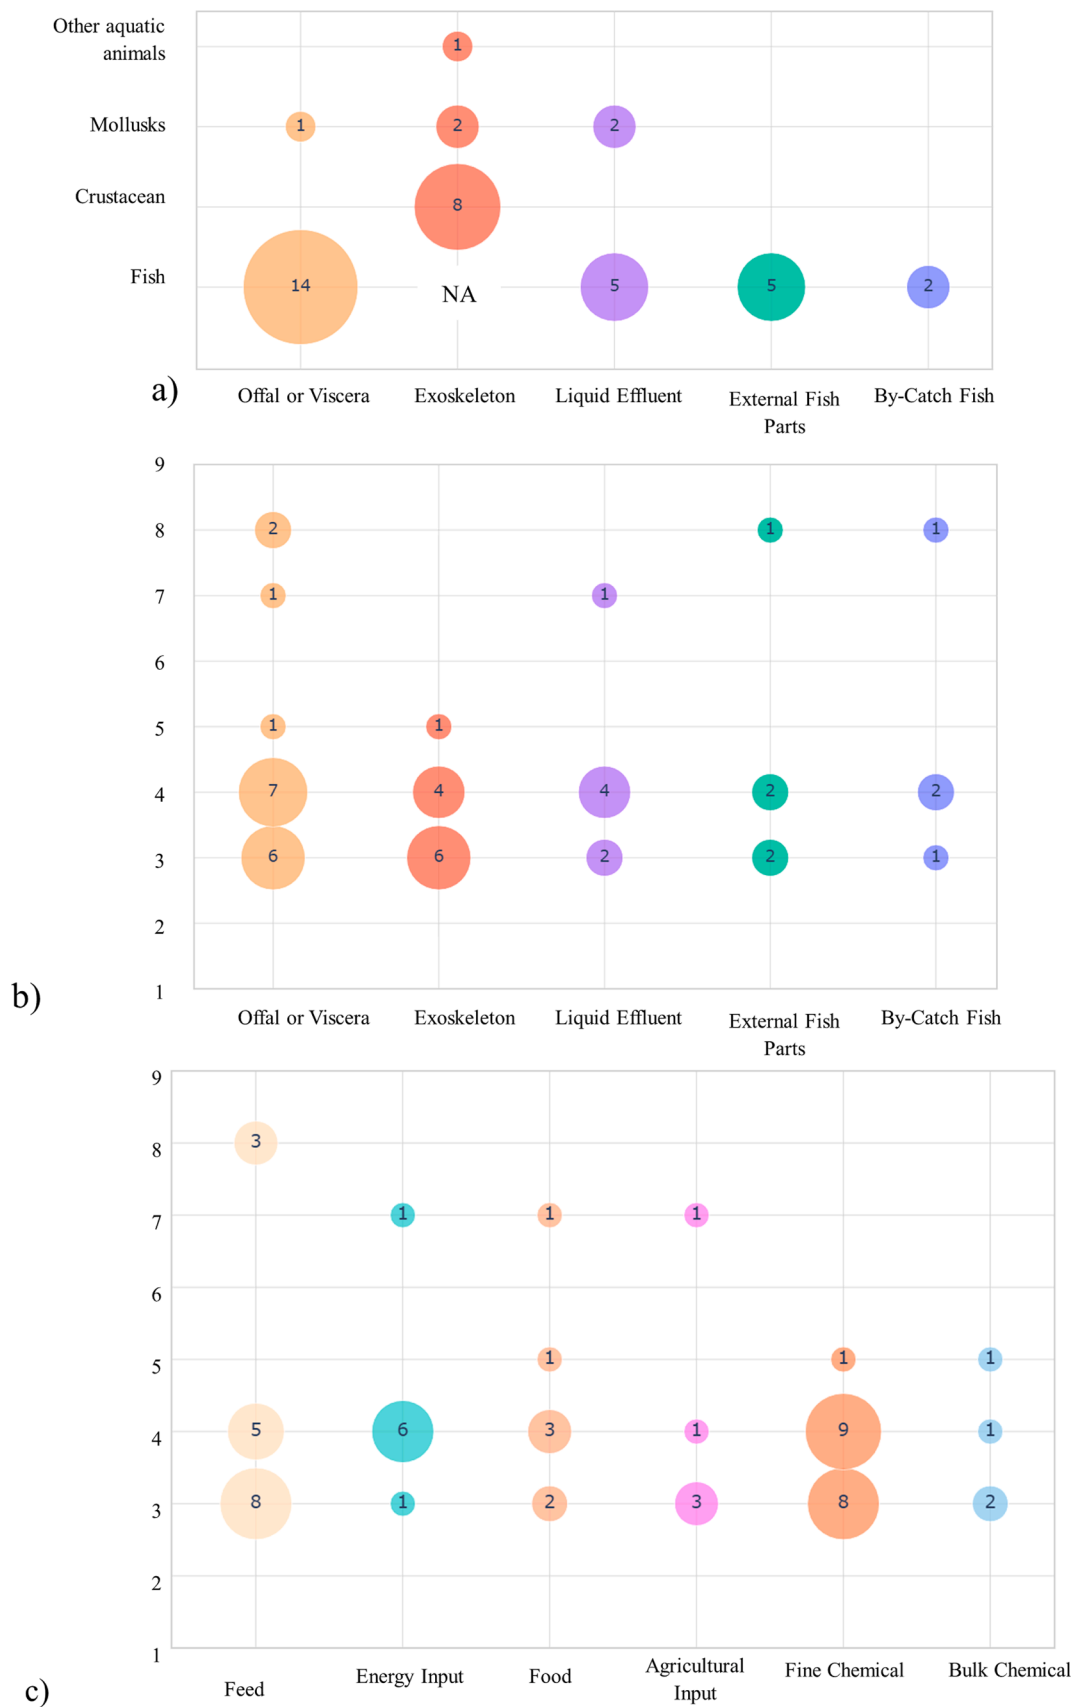 Other aquatic
animals
1
Mollusks
1
2
2
Crustacean
8
Fish
14
NA
5
5
2
a)
Offal or Viscera
Exoskeleton
Liquid Effluent
External Fish
Parts
By-Catch Fish
9
8
2
1
1
7
1
1
6
5
1
1
4
7
4
4
2
2
3
6
6
2
2
1
2
1
b)
Offal or Viscera
Exoskeleton
Liquid Effluent
External Fish
Parts
By-Catch Fish
9
8
3
7
1
1
1
6
5
1
1
1
4
5
6
3
1
9
1
3
8
1
2
3
8
2
2
1
c)
Feed
Energy Input
Food
Agricultural
Input
Fine Chemical
Bulk Chemical